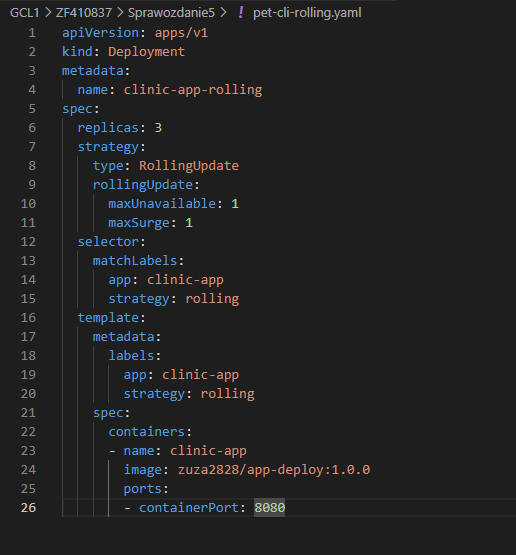 GCL1 > ZF410837 > Sprawozdanie5 > ! pet-cli-rolling.yaml
1 apiVersion: apps/v1
2 kind: Deployment
3 metadata:
4   name: clinic-app-rolling
5 spec:
6   replicas: 3
7   strategy:
8     type: RollingUpdate
9     rollingUpdate:
10       maxUnavailable: 1
11       maxSurge: 1
12   selector:
13     matchLabels:
14       app: clinic-app
15       strategy: rolling
16   template:
17     metadata:
18       labels:
19         app: clinic-app
20         strategy: rolling
21     spec:
22       containers:
23       - name: clinic-app
24         image: zuza2828/app-deploy:1.0.0
25         ports:
26         - containerPort: 8080